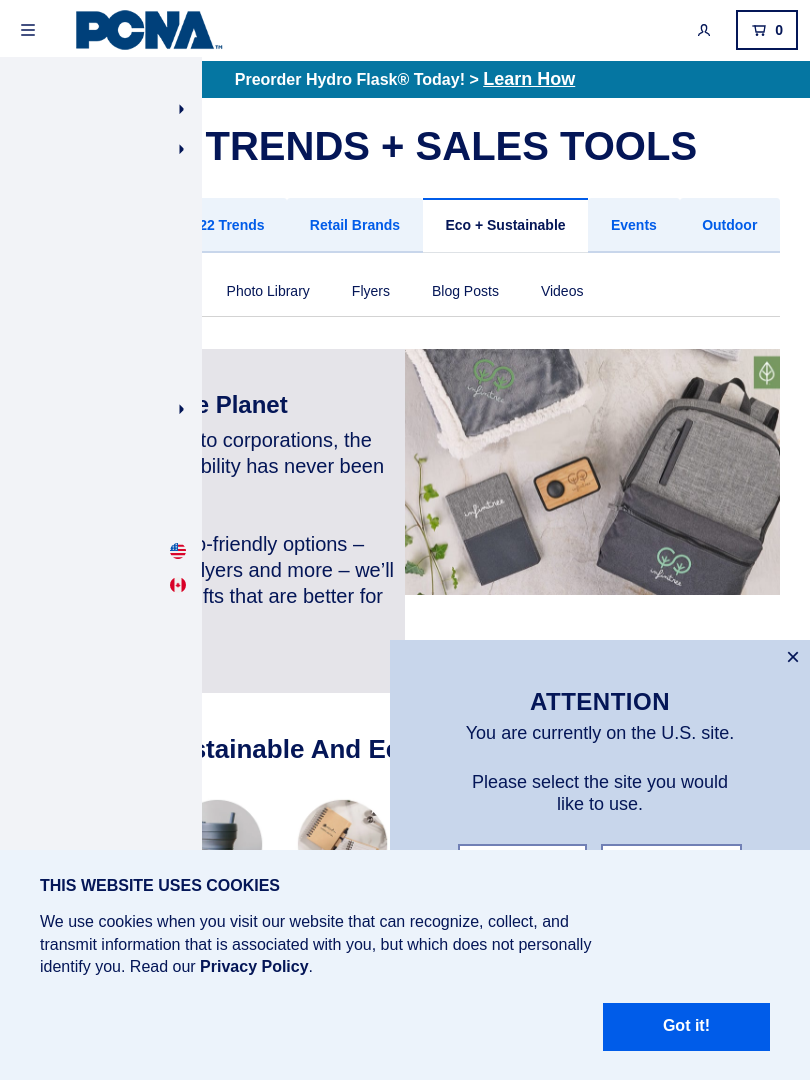 PCNA™
0
Preorder Hydro Flask® Today! > Learn How
TRENDS + SALES TOOLS
22 Trends
Retail Brands
Eco + Sustainable
Events
Outdoor
Photo Library
Flyers
Blog Posts
Videos
e Planet
to corporations, the
bility has never been
o-friendly options –
lyers and more – we’ll
fts that are better for
infinitree
infinitree
infinitree
stainable And
ATTENTION
You are currently on the U.S. site.
Please select the site you would
like to use.
THIS WEBSITE USES COOKIES
We use cookies when you visit our website that can recognize, collect, and
transmit information that is associated with you, but which does not personally
identify you. Read our Privacy Policy.
Got it!